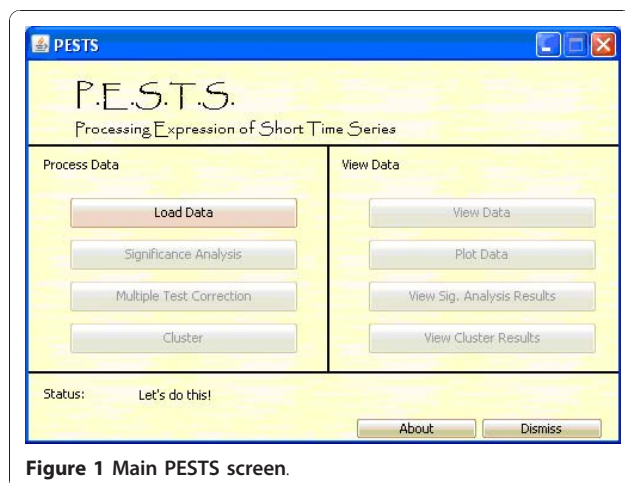 PESTS
P.E.S.T.S.
Processing Expression of Short Time Series
Process Data
Load Data
Significance Analysis
Multiple Test Correction
Cluster
View Data
View Data
Plot Data
View Sig. Analysis Results
View Cluster Results
Status: Let's do this!
About Dismiss
Figure 1 Main PESTS screen.